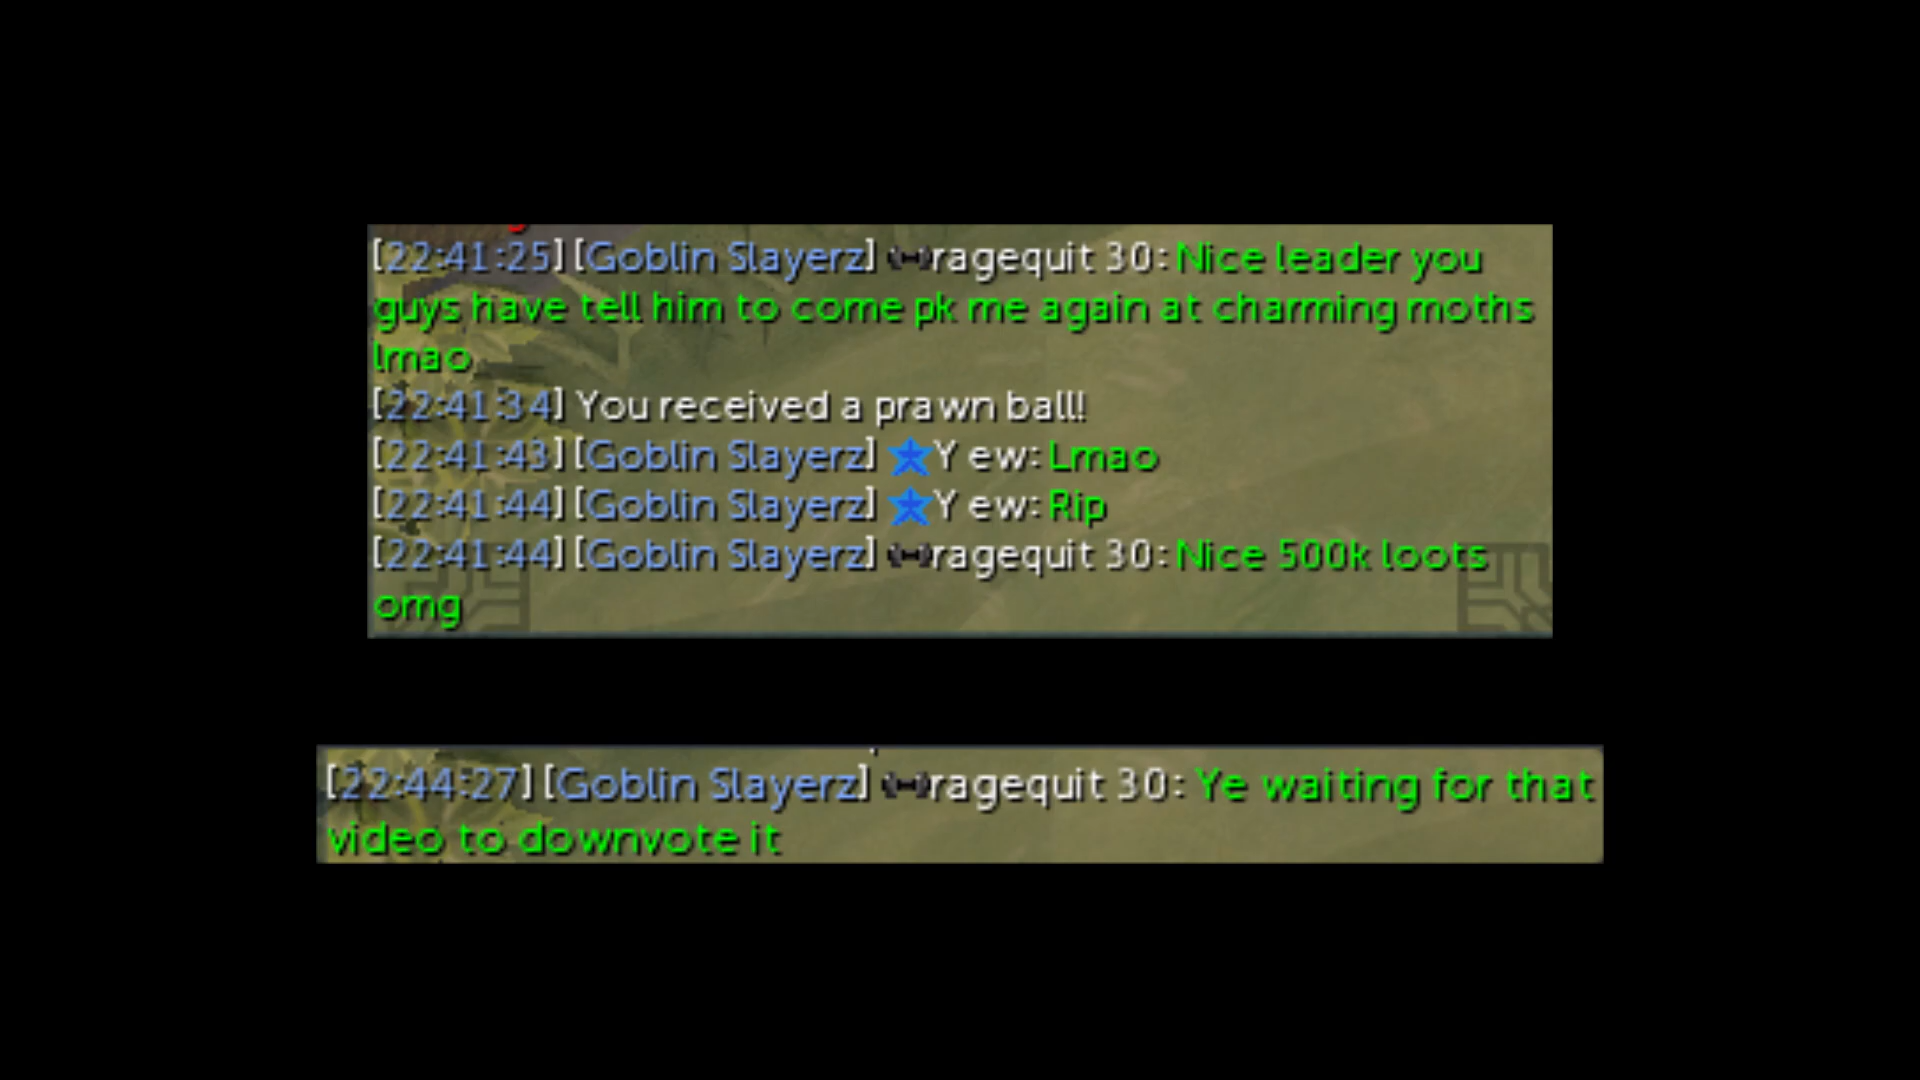 [22:41:25] [Goblin Slayerz] ragequit 30: Nice leader you
guys have tell him to come pk me again at charming moths
lmao
[22:41:34] You received a prawn ball!
[22:41:43] [Goblin Slayerz] Y ew: Lmao
[22:41:44] [Goblin Slayerz] Y ew: Rip
[22:41:44] [Goblin Slayerz] ragequit 30: Nice 500k loots
omg
[22:44:27] [Goblin Slayerz] ragequit 30: Ye waiting for that
video to downvote it